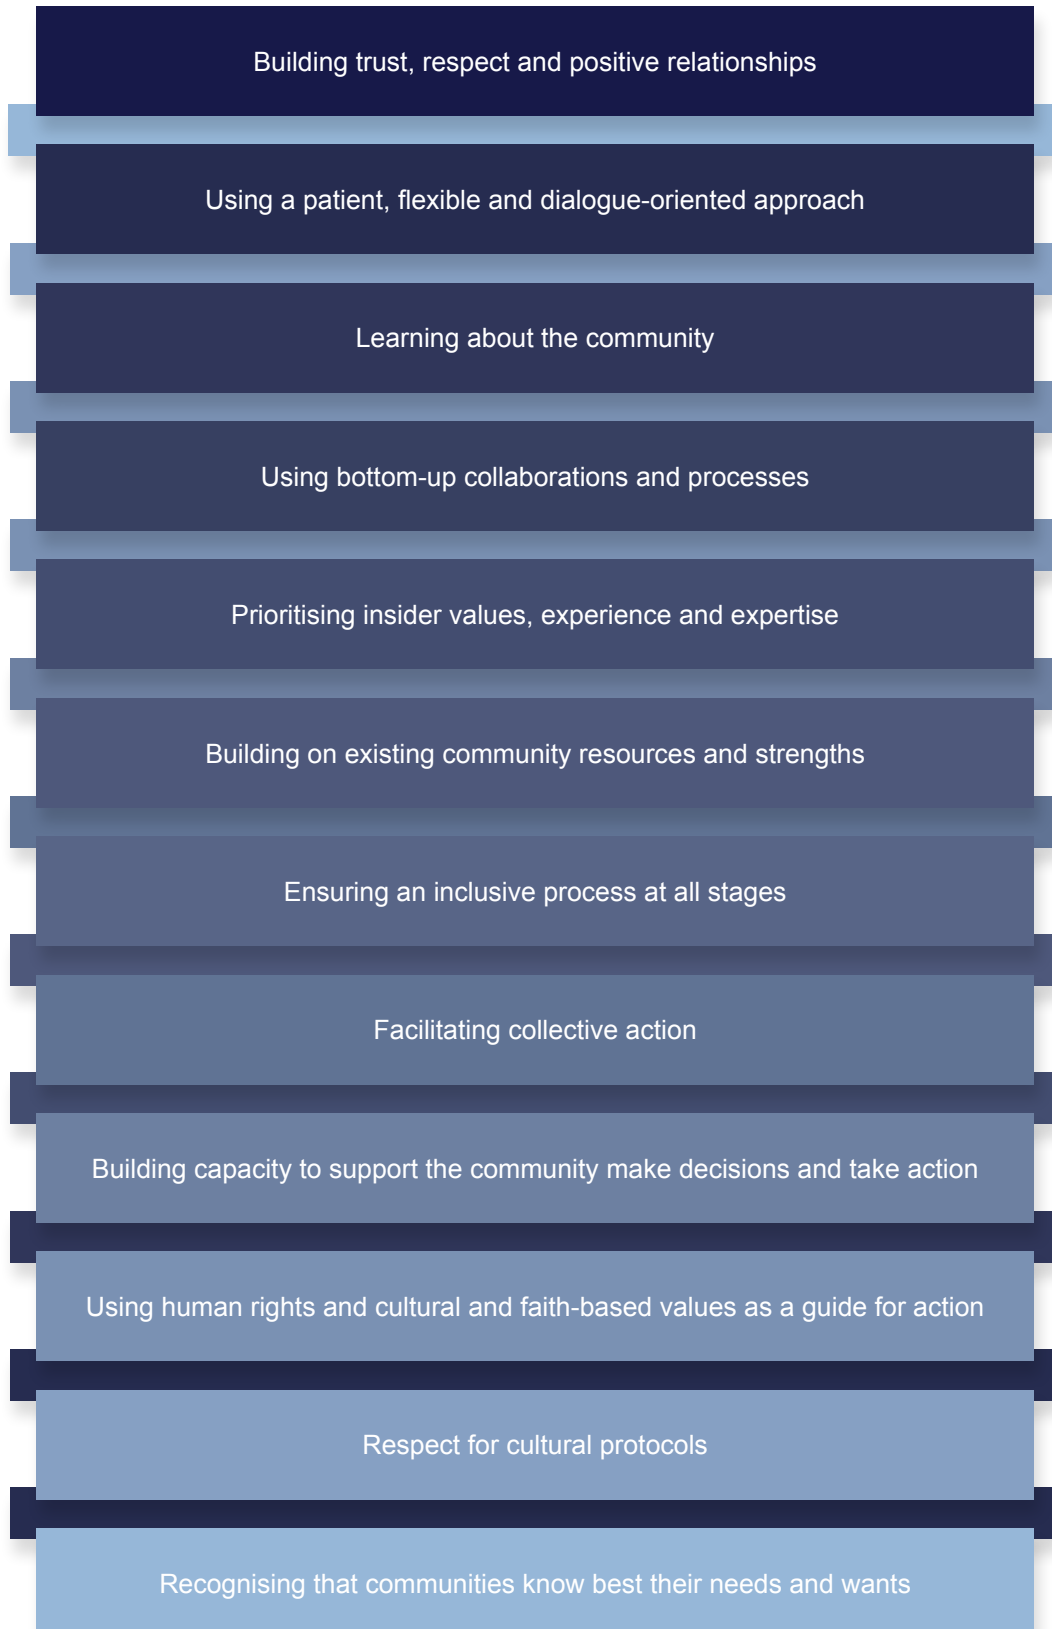 Building trust, respect and positive relationships
Using a patient, flexible and dialogue-oriented approach
Learning about the community
Using bottom-up collaborations and processes
Prioritising insider values, experience and expertise
Building on existing community resources and strengths
Ensuring an inclusive process at all stages
Facilitating collective action
Building capacity to support the community make decisions and take action
Using human rights and cultural and faith-based values as a guide for action
Respect for cultural protocols
Recognising that communities know best their needs and wants